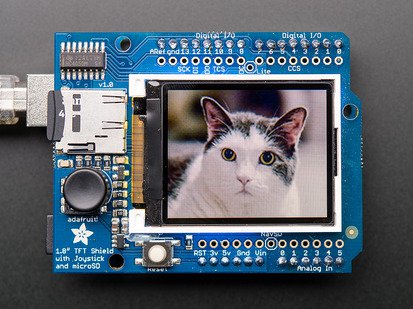 Digital I/O Digital I/O
ARef gnd 13 12 11 10 9 8 7 6 5 4 3 2 1 0
SCK TCS Lite CCS
v1.0
4
adafruit
1.8" TFT Shield
with Joystick
and microSD
Reset
NavSw
RST 3v 5v Gnd Vin 0 1 2 3 4 5
Analog In